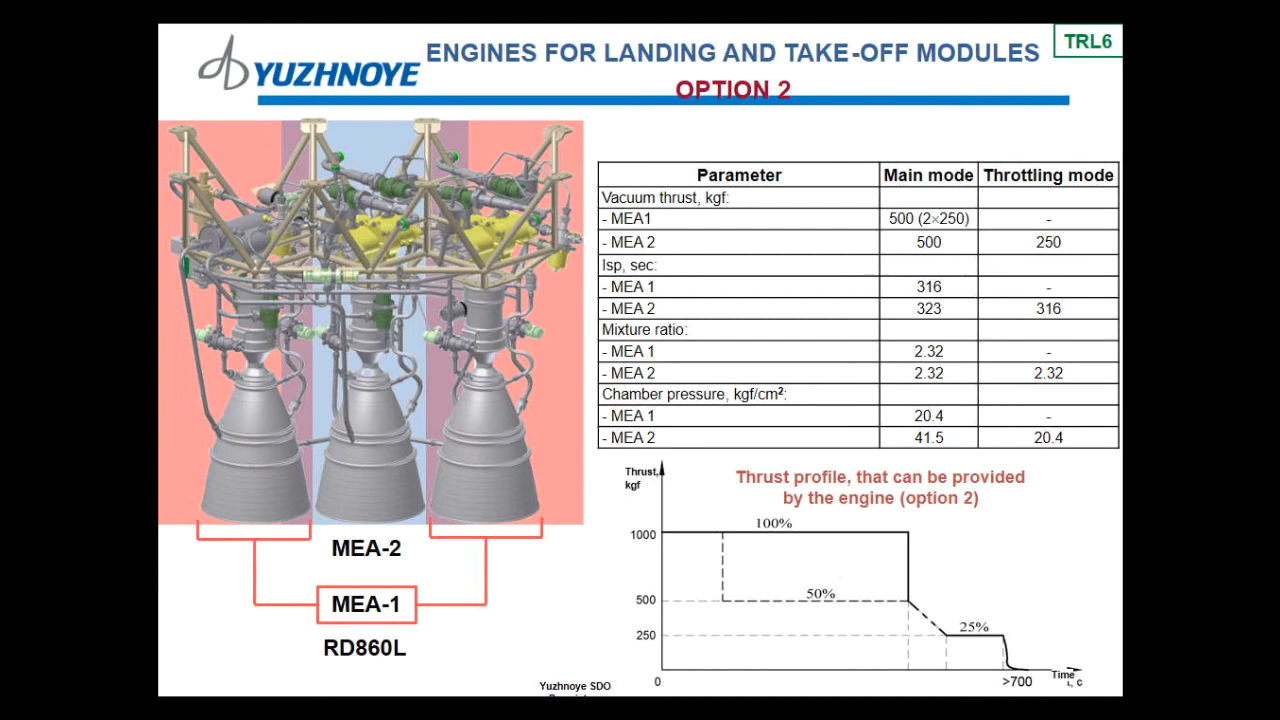 TRL6
YUZHNOYE
ENGINES FOR LANDING AND TAKE-OFF MODULES
OPTION 2
Parameter Main mode Throttling mode
Vacuum thrust, kgf:
- MEA1 500 (2×250) -
- MEA 2 500 250
Isp, sec:
- MEA 1 316 -
- MEA 2 323 316
Mixture ratio:
- MEA 1 2.32 -
- MEA 2 2.32 2.32
Chamber pressure, kgf/cm²:
- MEA 1 20.4 -
- MEA 2 41.5 20.4
MEA-2
MEA-1
RD860L
Thrust,
kgf
Thrust profile, that can be provided
by the engine (option 2)
100%
1000
50%
500
25%
250
0
>700
Time
t, c
Yuzhnoye SDO